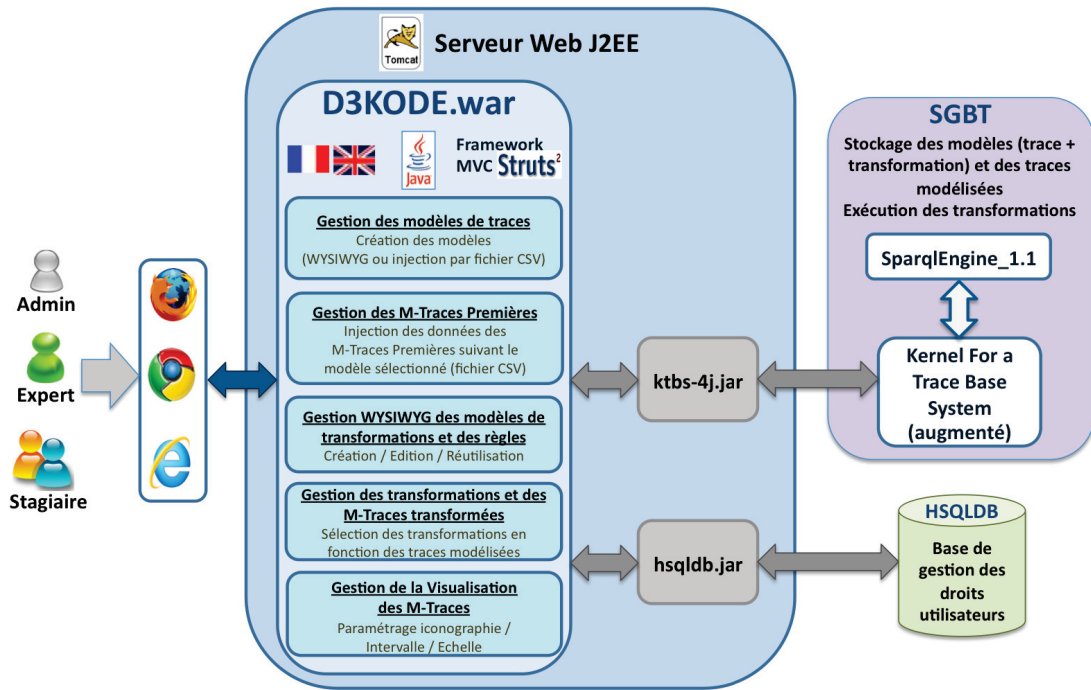 Tomcat
Serveur Web J2EE
D3KODE.war
Java
Framework
MVC Struts2
Gestion des modèles de traces
Création des modèles
(WYSIWYG ou injection par fichier CSV)
Gestion des M-Traces Premières
Injection des données des
M-Traces Premières suivant le
modèle sélectionné (fichier CSV)
Gestion WYSIWYG des modèles de
transformations et des règles
Création / Edition / Réutilisation
Gestion des transformations et des
M-Traces transformées
Sélection des transformations en
fonction des traces modélisées
Gestion de la Visualisation
des M-Traces
Paramétrage iconographie /
Intervalle / Echelle
Admin
Expert
Stagiaire
ktbs-4j.jar
hsqldb.jar
SGBT
Stockage des modèles (trace +
transformation) et des traces
modélisées
Exécution des transformations
SparqlEngine_1.1
Kernel For a
Trace Base
System
(augmenté)
HSQLDB
Base de
gestion des
droits
utilisateurs